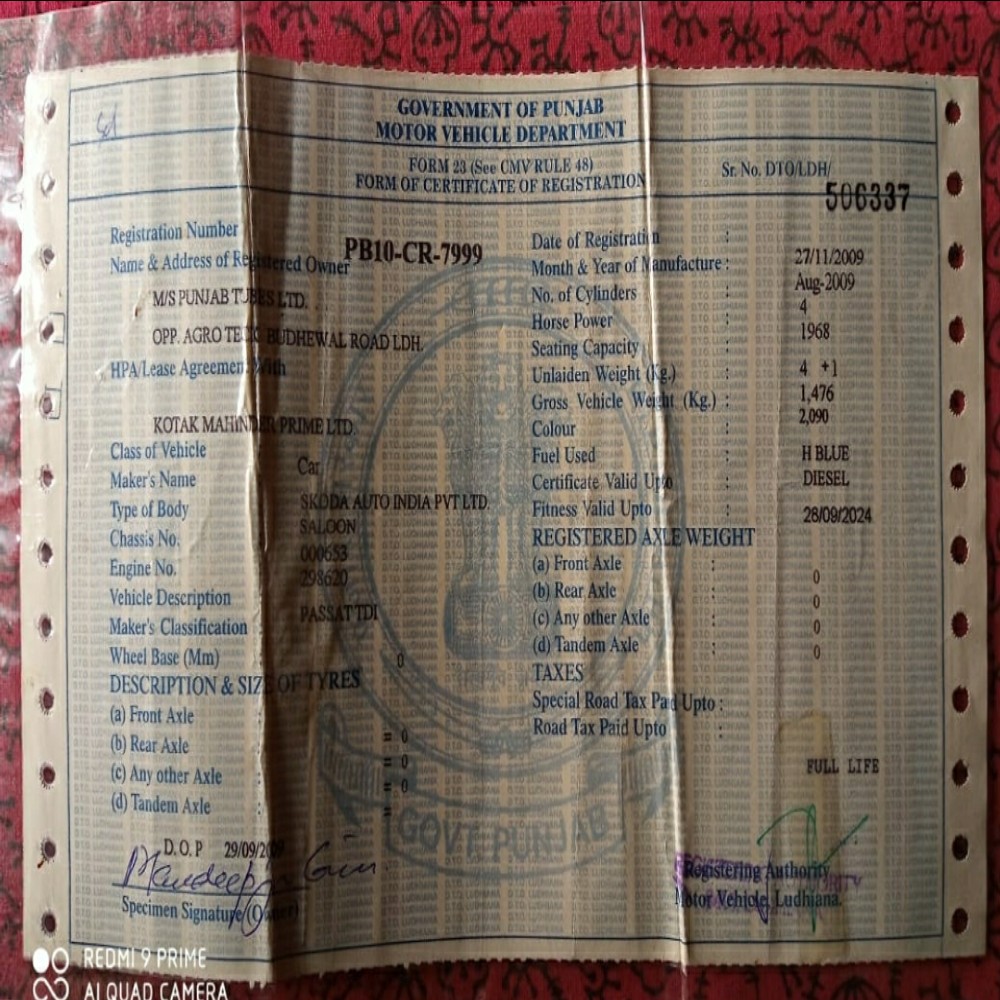 GOVERNMENT OF PUNJAB
MOTOR VEHICLE DEPARTMENT
FORM 23 (See CMV RULE 48)
FORM OF CERTIFICATE OF REGISTRATION
Sr. No. DTO/LDH/
506337
Registration Number
PB10-CR-7999
Name & Address of Registered Owner
M/S PUNJAB TUBES LTD.
OPP. AGRO TECK BUDHEWAL ROAD LDH.
HPA/Lease Agreement With
KOTAK MAHINDER PRIME LTD.
Class of Vehicle
Car
Maker's Name
SKODA AUTO INDIA PVT LTD.
Type of Body
SALOON
Chassis No.
000653
Engine No.
298620
Vehicle Description
PASSAT TDI
Maker's Classification
Wheel Base (Mm)
0
DESCRIPTION & SIZE OF TYRES
(a) Front Axle
= 0
(b) Rear Axle
= 0
(c) Any other Axle :
= 0
(d) Tandem Axle :
=
D.O.P 29/09/2009
Specimen Signature (Owner)
Date of Registration :
27/11/2009
Month & Year of Manufacture :
Aug-2009
No. of Cylinders :
4
Horse Power :
1968
Seating Capacity :
4 +1
Unlaiden Weight (Kg.) :
1,476
Gross Vehicle Weight (Kg.) :
2,090
Colour :
H BLUE
Fuel Used :
DIESEL
Certificate Valid Upto :
28/09/2024
Fitness Valid Upto :
REGISTERED AXLE WEIGHT
(a) Front Axle :
0
(b) Rear Axle :
0
(c) Any other Axle :
0
(d) Tandem Axle :
0
TAXES
Special Road Tax Paid Upto :
Road Tax Paid Upto :
FULL LIFE
GOVT. PUNJAB
Registering Authority
Motor Vehicle, Ludhiana.
REDMI 9 PRIME
AI QUAD CAMERA